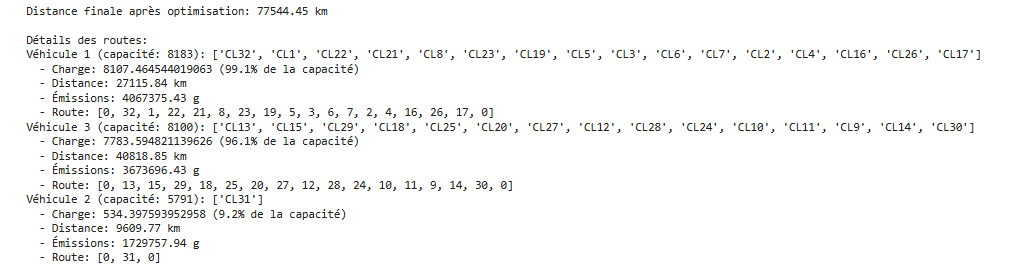 Distance finale après optimisation: 77544.45 km
Détails des routes:
Véhicule 1 (capacité: 8183): ['CL32', 'CL1', 'CL22', 'CL21', 'CL8', 'CL23', 'CL19', 'CL5', 'CL3', 'CL6', 'CL7', 'CL2', 'CL4', 'CL16', 'CL26', 'CL17']
- Charge: 8107.464544019063 (99.1% de la capacité)
- Distance: 27115.84 km
- Émissions: 4067375.43 g
- Route: [0, 32, 1, 22, 21, 8, 23, 19, 5, 3, 6, 7, 2, 4, 16, 26, 17, 0]
Véhicule 3 (capacité: 8100): ['CL13', 'CL15', 'CL29', 'CL18', 'CL25', 'CL20', 'CL27', 'CL12', 'CL28', 'CL24', 'CL10', 'CL11', 'CL9', 'CL14', 'CL30']
- Charge: 7783.594821139626 (96.1% de la capacité)
- Distance: 40818.85 km
- Émissions: 3673696.43 g
- Route: [0, 13, 15, 29, 18, 25, 20, 27, 12, 28, 24, 10, 11, 9, 14, 30, 0]
Véhicule 2 (capacité: 5791): ['CL31']
- Charge: 534.397593952958 (9.2% de la capacité)
- Distance: 9609.77 km
- Émissions: 1729757.94 g
- Route: [0, 31, 0]